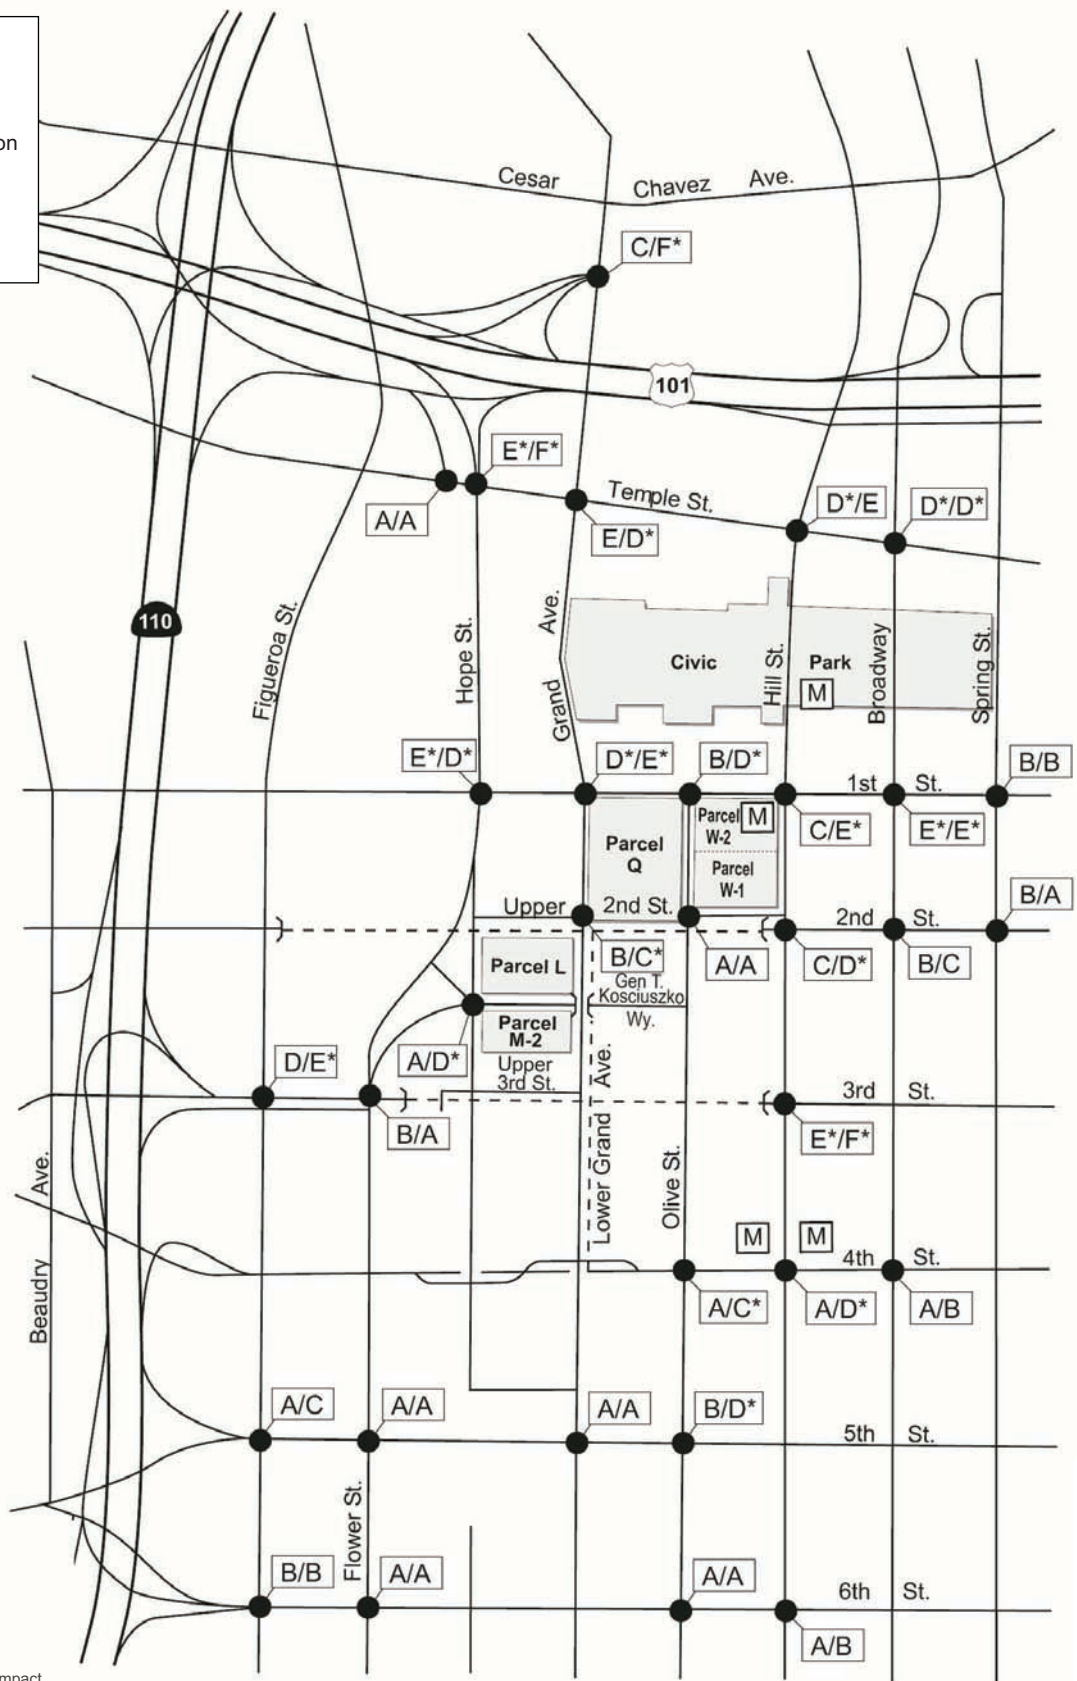 on
Cesar Chavez Ave.
C/F*
101
E*/F*
A/A
Temple St.
E/D*
D*/E
D*/D*
110
Figueroa St.
Hope St.
Grand Ave.
Civic Park
M
Hill St.
Broadway
Spring St.
E*/D*
D*/E*
B/D*
B/B
1st St.
C/E*
E*/E*
Parcel
Q
Parcel
W-2
M
Parcel
W-1
B/A
Upper 2nd St.
2nd St.
B/C*
A/A
C/D*
B/C
Parcel L
Gen T.
Kosciuszko
Wy.
Parcel
M-2
A/D*
D/E*
Upper
3rd St.
3rd St.
B/A
E*/F*
Beaudry Ave.
Lower Grand Ave.
Olive St.
M
M
4th St.
A/C*
A/D*
A/B
A/C
A/A
A/A
B/D*
5th St.
Flower St.
B/B
A/A
A/A
6th St.
A/B
mpact